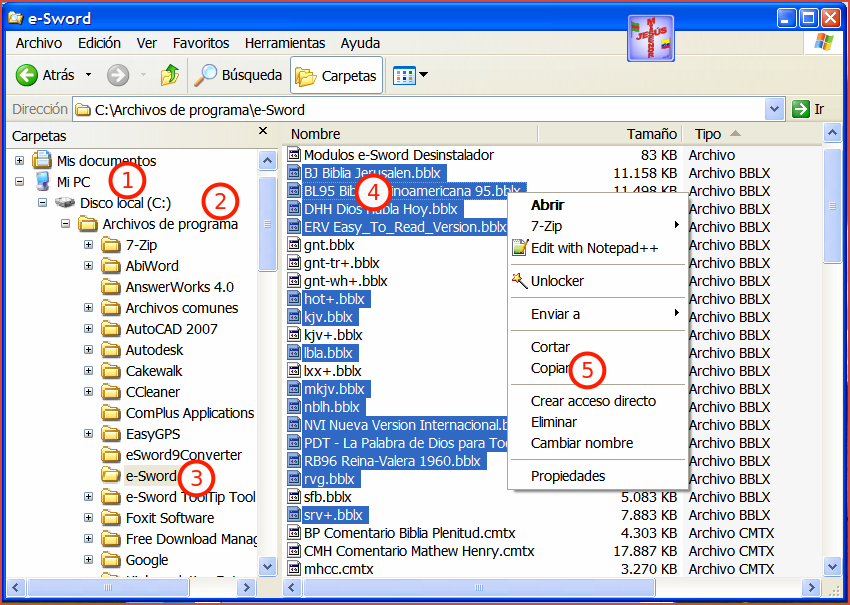 e-Sword
Archivo Edición Ver Favoritos Herramientas Ayuda
MISIONERO JESÚS
Atrás Búsqueda Carpetas
Dirección C:\Archivos de programa\e-Sword Ir
Carpetas
Mis documentos
Mi PC 1
Disco local (C:) 2
Archivos de programa
7-Zip
AbiWord
AnswerWorks 4.0
Archivos comunes
AutoCAD 2007
Autodesk
Cakewalk
CCleaner
ComPlus Applications
EasyGPS
eSword9Converter
e-Sword 3
e-Sword ToolTip Tool
Foxit Software
Free Download Manag
Google
Nombre Tamaño Tipo
Modulos e-Sword Desinstalador 83 KB Archivo
BJ Biblia Jerusalen.bblx 11.158 KB Archivo BBLX
BL95 Bib inoamericana 95.bblx 11.498 KB Archivo BBLX
4
DHH Dios Habla Hoy.bblx Archivo BBLX
ERV Easy_To_Read_Version.bblx Archivo BBLX
gnt.bblx Archivo BBLX
gnt-tr+.bblx Archivo BBLX
gnt-wh+.bblx Archivo BBLX
hot+.bblx Archivo BBLX
kjv.bblx Archivo BBLX
kjv+.bblx Archivo BBLX
lbla.bblx Archivo BBLX
lxx+.bblx Archivo BBLX
mkjv.bblx Archivo BBLX
nblh.bblx Archivo BBLX
NVI Nueva Version Internacional.b Archivo BBLX
PDT - La Palabra de Dios para To Archivo BBLX
RB96 Reina-Valera 1960.bblx Archivo BBLX
rvg.bblx Archivo BBLX
sfb.bblx 5.083 KB Archivo BBLX
srv+.bblx 7.883 KB Archivo BBLX
BP Comentario Biblia Plenitud.cmtx 4.303 KB Archivo CMTX
CMH Comentario Mathew Henry.cmtx 17.887 KB Archivo CMTX
mhcc.cmtx 3.270 KB Archivo CMTX
Abrir
7-Zip
Edit with Notepad++
Unlocker
Enviar a
Cortar
Copiar 5
Crear acceso directo
Eliminar
Cambiar nombre
Propiedades